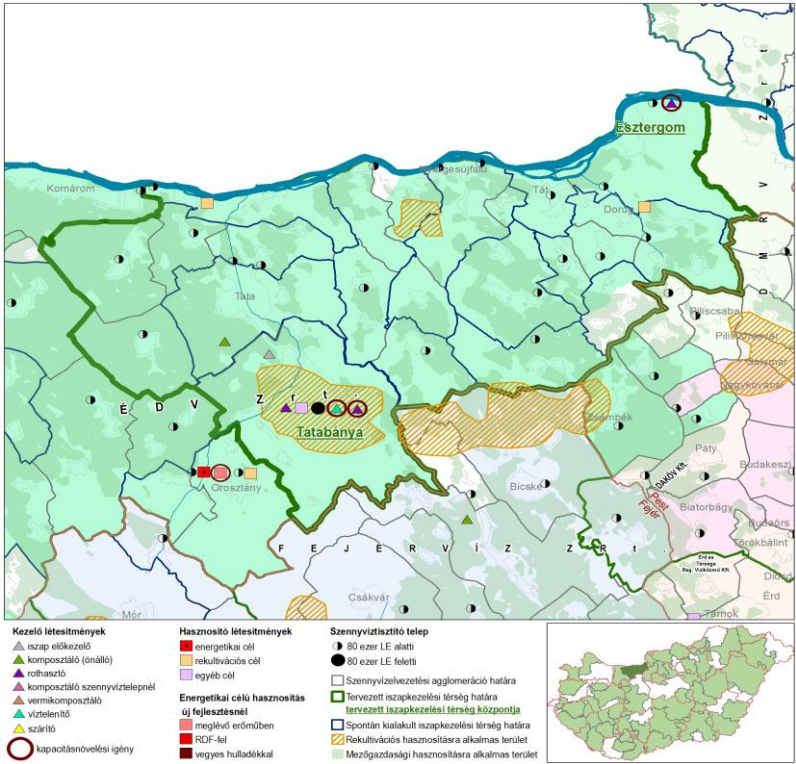 Esztergom
Komárom
Nyergesújfalu
Tát
Dorog
D M R V Z r t
Tata
Piliscsaba
Pilisvörösvár
Solymár
Nagykovácsi
É D V Z r t .
Tatabánya
Zsámbék
Páty
Budakeszi
DAKÖV Kft.
Oroszlány
Bicske
Pest
Fejér
Biatorbágy
Budaörs
Törökbálint
F E J É R V Í Z Z R t .
Érd és
Térsége
Reg. Víziközmű Kft.
Diósd
Érd
Csákvár
Mór
Tárnok
Kezelő létesítmények
iszap előkezelő
komposztáló (önálló)
rothasztó
komposztáló szennyvíztelepnél
vermikomposztáló
víztelenítő
szárító
kapacitásnövelési igény
Hasznosító létesítmények
energetikai cél
rekultivációs cél
egyéb cél
Energetikai célú hasznosítás
új fejlesztésnél
meglévő erőműben
RDF-fel
vegyes hulladékkal
Szennyvíztisztító telep
80 ezer LE alatti
80 ezer LE feletti
Szennyvízelvezetési agglomeráció határa
Tervezett iszapkezelési térség határa
tervezett iszapkezelési térség központja
Spontán kialakult iszapkezelési térség határa
Rekultivációs hasznosításra alkalmas terület
Mezőgazdasági hasznosításra alkalmas terület